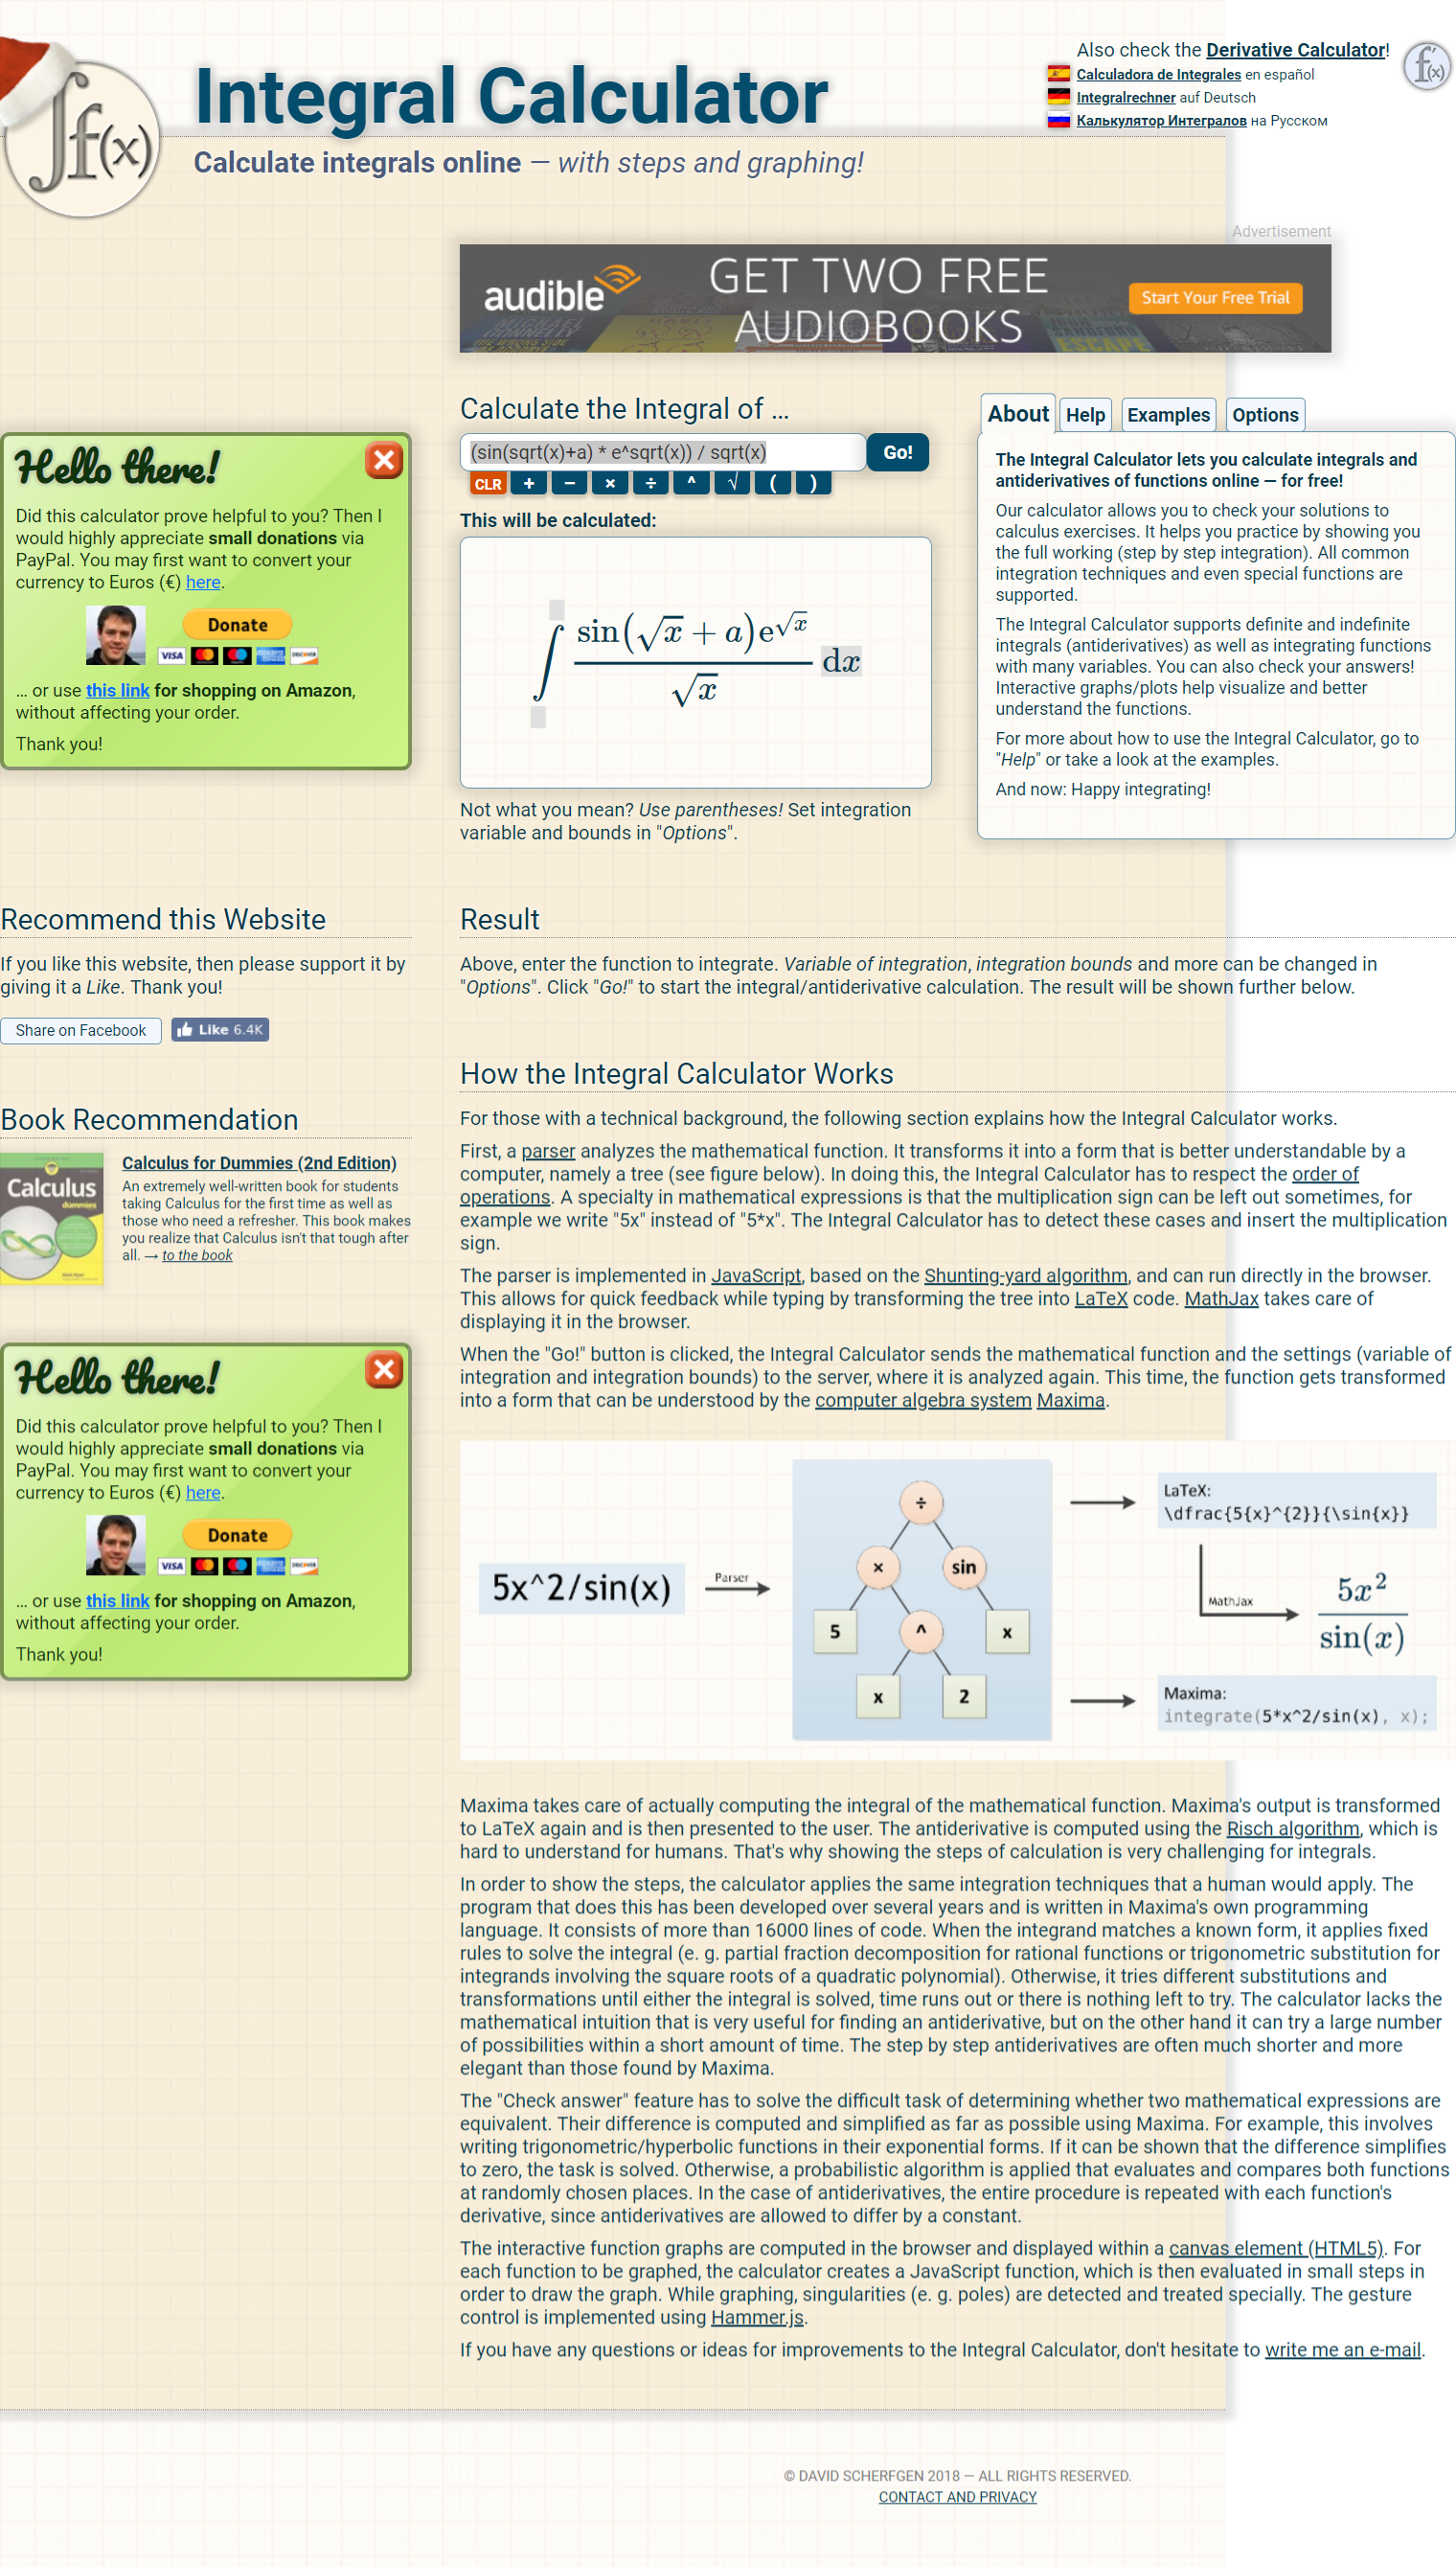 ∫f(x)
Integral Calculator
Calculate integrals online — with steps and graphing!
Also check the Derivative Calculator!
f′(x)
Calculadora de Integrales en español
Integralrechner auf Deutsch
Калькулятор Интегралов на Русском
Advertisement
audible
GET TWO FREE
AUDIOBOOKS
Start Your Free Trial
Hello there!
Did this calculator prove helpful to you? Then I
would highly appreciate small donations via
PayPal. You may first want to convert your
currency to Euros (€) here.
Donate
VISA
DISCOVER
… or use this link for shopping on Amazon,
without affecting your order.
Thank you!
Calculate the Integral of …
(sin(sqrt(x)+a) * e^sqrt(x)) / sqrt(x)
Go!
CLR + − × ÷ ^ √ ( )
This will be calculated:
∫ sin(√x + a) e^√x / √x dx
Not what you mean? Use parentheses! Set integration
variable and bounds in "Options".
About Help Examples Options
The Integral Calculator lets you calculate integrals and
antiderivatives of functions online — for free!
Our calculator allows you to check your solutions to
calculus exercises. It helps you practice by showing you
the full working (step by step integration). All common
integration techniques and even special functions are
supported.
The Integral Calculator supports definite and indefinite
integrals (antiderivatives) as well as integrating functions
with many variables. You can also check your answers!
Interactive graphs/plots help visualize and better
understand the functions.
For more about how to use the Integral Calculator, go to
"Help" or take a look at the examples.
And now: Happy integrating!
Recommend this Website
If you like this website, then please support it by
giving it a Like. Thank you!
Share on Facebook
Like 6.4K
Book Recommendation
Calculus
dummies
Calculus for Dummies (2nd Edition)
An extremely well-written book for students
taking Calculus for the first time as well as
those who need a refresher. This book makes
you realize that Calculus isn't that tough after
all. → to the book
Hello there!
Did this calculator prove helpful to you? Then I
would highly appreciate small donations via
PayPal. You may first want to convert your
currency to Euros (€) here.
Donate
VISA
DISCOVER
… or use this link for shopping on Amazon,
without affecting your order.
Thank you!
Result
Above, enter the function to integrate. Variable of integration, integration bounds and more can be changed in
"Options". Click "Go!" to start the integral/antiderivative calculation. The result will be shown further below.
How the Integral Calculator Works
For those with a technical background, the following section explains how the Integral Calculator works.
First, a parser analyzes the mathematical function. It transforms it into a form that is better understandable by a
computer, namely a tree (see figure below). In doing this, the Integral Calculator has to respect the order of
operations. A specialty in mathematical expressions is that the multiplication sign can be left out sometimes, for
example we write "5x" instead of "5*x". The Integral Calculator has to detect these cases and insert the multiplication
sign.
The parser is implemented in JavaScript, based on the Shunting-yard algorithm, and can run directly in the browser.
This allows for quick feedback while typing by transforming the tree into LaTeX code. MathJax takes care of
displaying it in the browser.
When the "Go!" button is clicked, the Integral Calculator sends the mathematical function and the settings (variable of
integration and integration bounds) to the server, where it is analyzed again. This time, the function gets transformed
into a form that can be understood by the computer algebra system Maxima.
5x^2/sin(x)
Parser
÷
× sin
5 ^ x
x 2
LaTeX:
\dfrac{5{x}^{2}}{\sin{x}}
MathJax
5x²
sin(x)
Maxima:
integrate(5*x^2/sin(x), x);
Maxima takes care of actually computing the integral of the mathematical function. Maxima's output is transformed
to LaTeX again and is then presented to the user. The antiderivative is computed using the Risch algorithm, which is
hard to understand for humans. That's why showing the steps of calculation is very challenging for integrals.
In order to show the steps, the calculator applies the same integration techniques that a human would apply. The
program that does this has been developed over several years and is written in Maxima's own programming
language. It consists of more than 16000 lines of code. When the integrand matches a known form, it applies fixed
rules to solve the integral (e. g. partial fraction decomposition for rational functions or trigonometric substitution for
integrands involving the square roots of a quadratic polynomial). Otherwise, it tries different substitutions and
transformations until either the integral is solved, time runs out or there is nothing left to try. The calculator lacks the
mathematical intuition that is very useful for finding an antiderivative, but on the other hand it can try a large number
of possibilities within a short amount of time. The step by step antiderivatives are often much shorter and more
elegant than those found by Maxima.
The "Check answer" feature has to solve the difficult task of determining whether two mathematical expressions are
equivalent. Their difference is computed and simplified as far as possible using Maxima. For example, this involves
writing trigonometric/hyperbolic functions in their exponential forms. If it can be shown that the difference simplifies
to zero, the task is solved. Otherwise, a probabilistic algorithm is applied that evaluates and compares both functions
at randomly chosen places. In the case of antiderivatives, the entire procedure is repeated with each function's
derivative, since antiderivatives are allowed to differ by a constant.
The interactive function graphs are computed in the browser and displayed within a canvas element (HTML5). For
each function to be graphed, the calculator creates a JavaScript function, which is then evaluated in small steps in
order to draw the graph. While graphing, singularities (e. g. poles) are detected and treated specially. The gesture
control is implemented using Hammer.js.
If you have any questions or ideas for improvements to the Integral Calculator, don't hesitate to write me an e-mail.
© DAVID SCHERFGEN 2018 — ALL RIGHTS RESERVED.
CONTACT AND PRIVACY